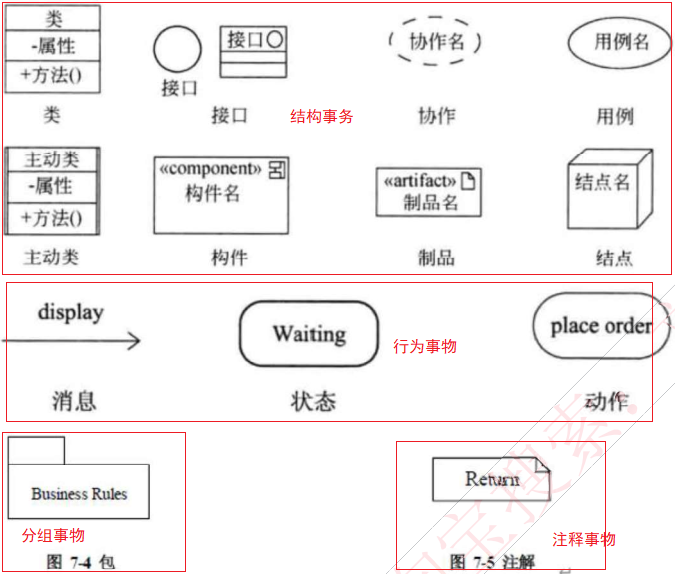 类
-属性
+方法()
类
接口
接口
接口
结构事务
协作名
协作
用例名
用例
主动类
-属性
+方法()
主动类
«component»
构件名
构件
«artifact»
制品名
制品
结点名
结点
display
消息
Waiting
状态
行为事物
place order
动作
Business Rules
分组事物
图 7-4 包
Return
注释事物
图 7-5 注解